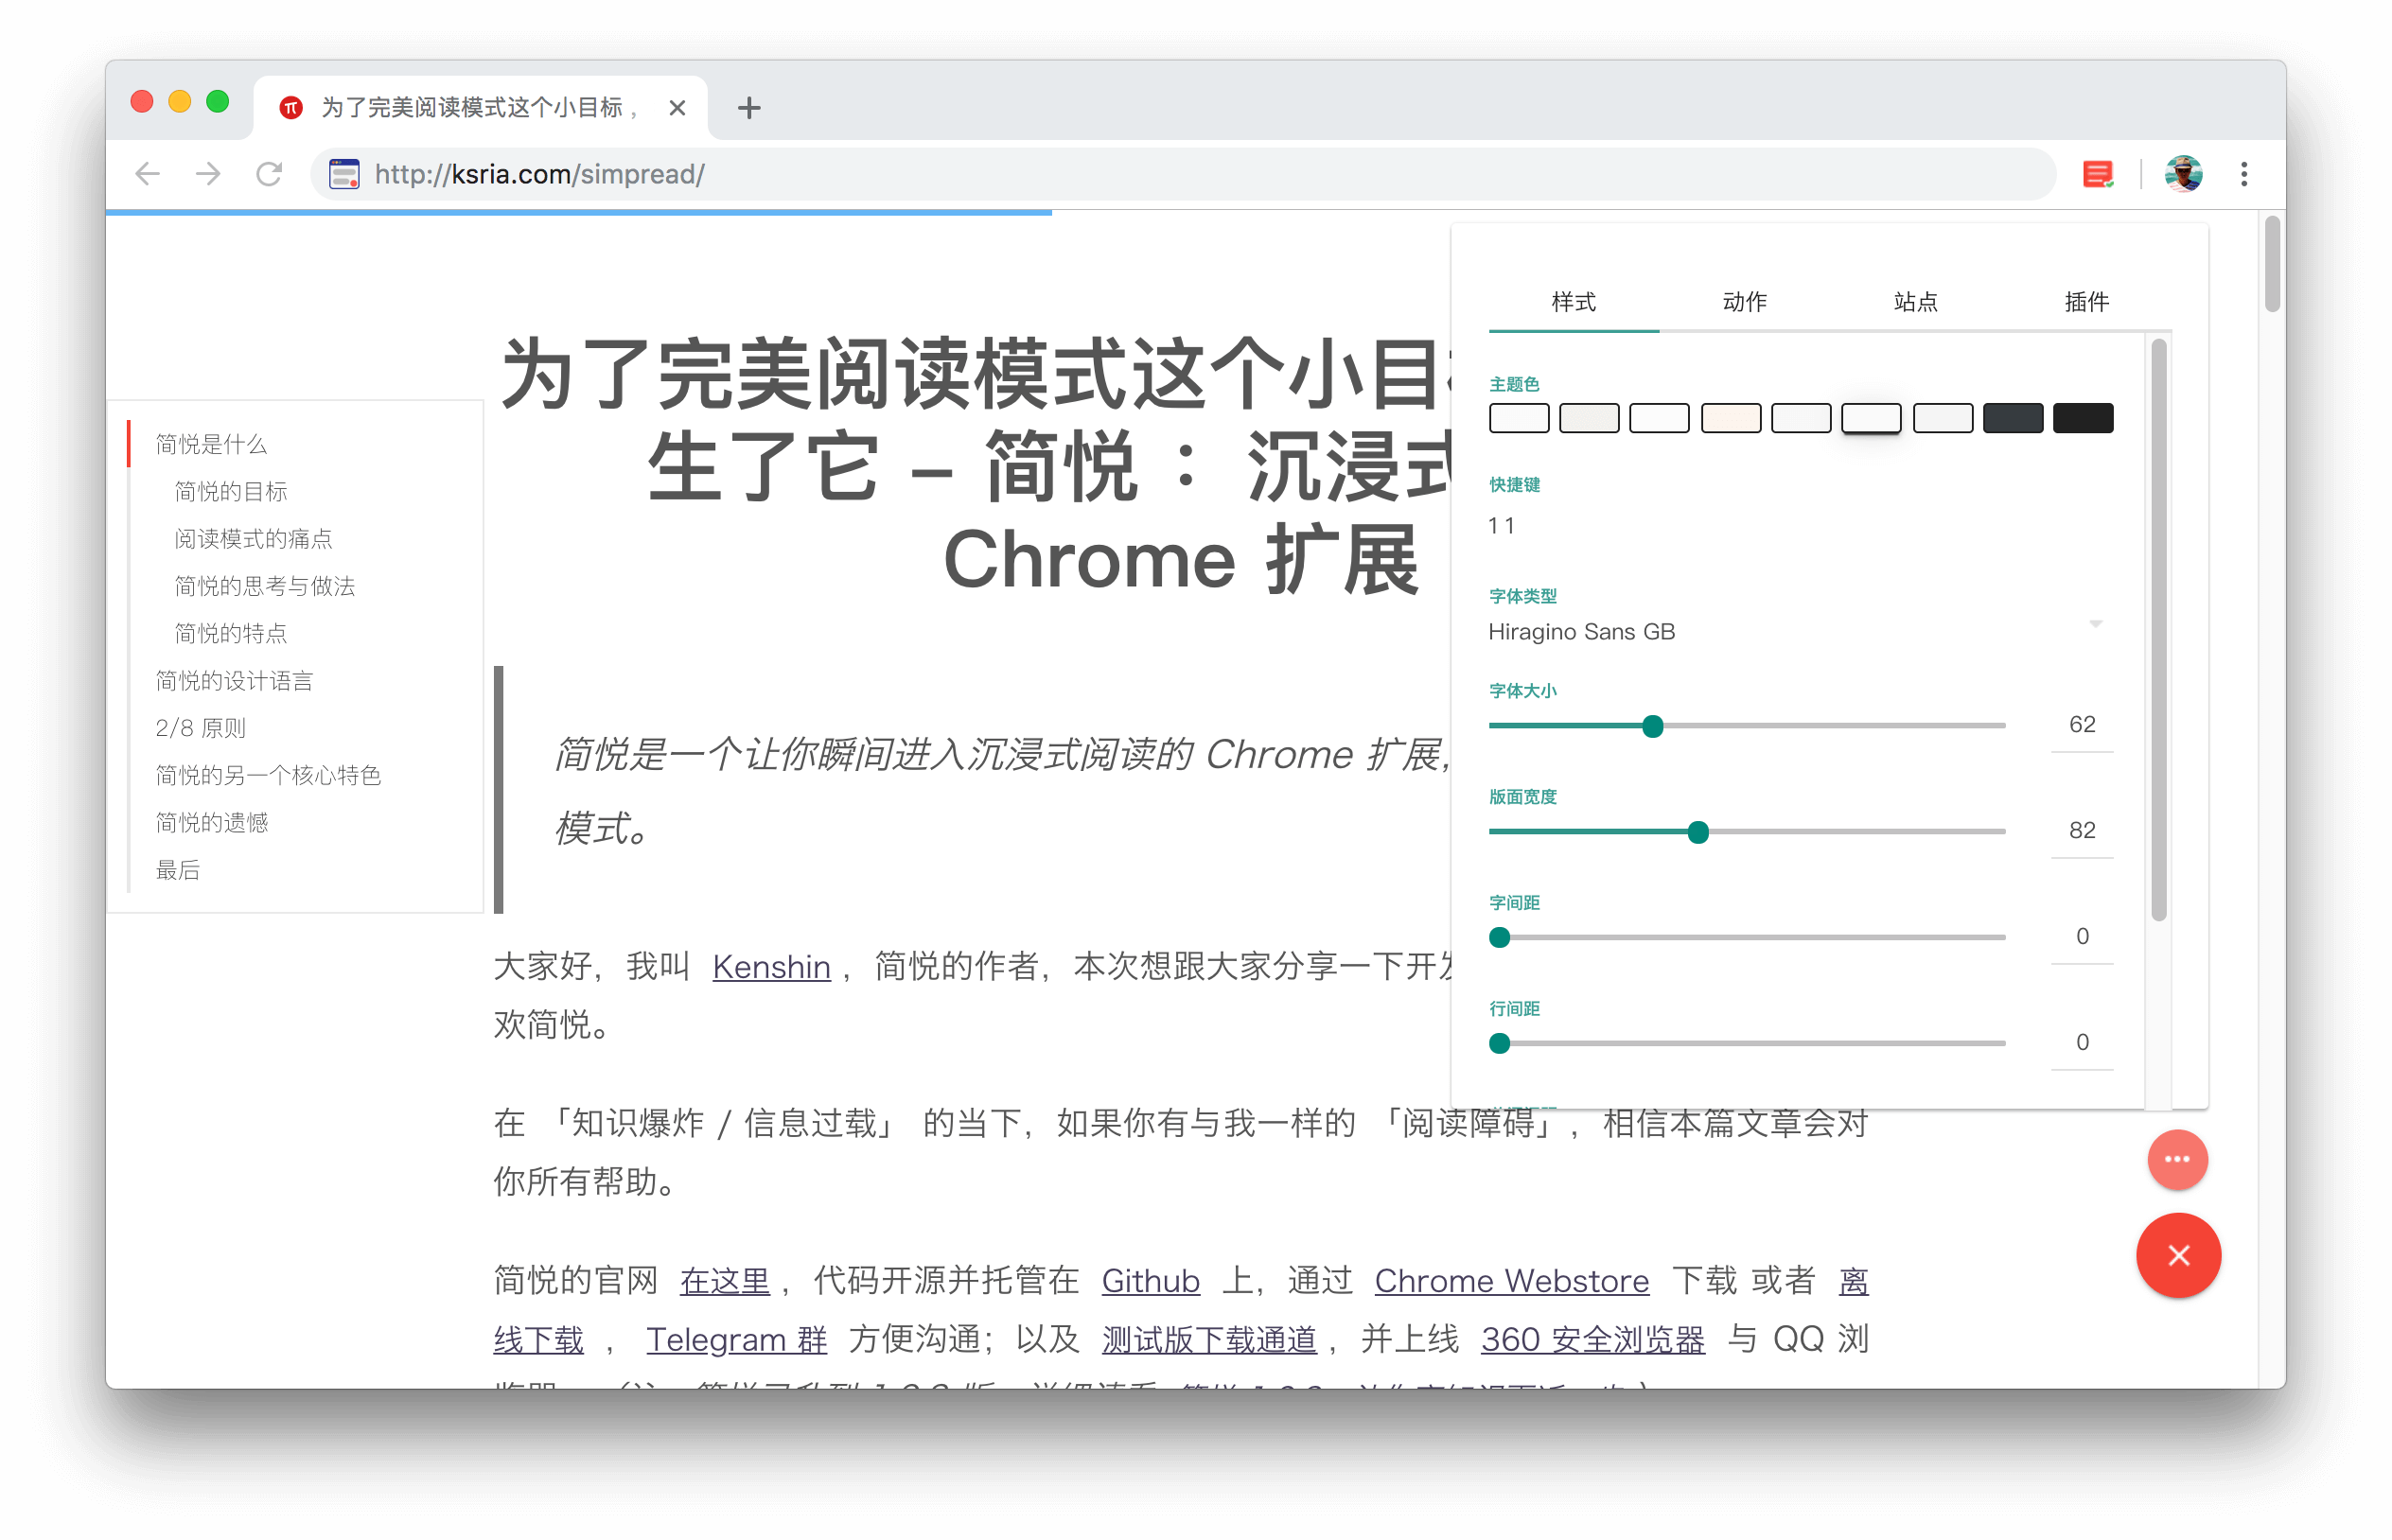 为了完美阅读模式这个小目标，
http://ksria.com/simpread/
简悦是什么
简悦的目标
阅读模式的痛点
简悦的思考与做法
简悦的特点
简悦的设计语言
2/8 原则
简悦的另一个核心特色
简悦的遗憾
最后
为了完美阅读模式这个小目
生了它 – 简悦 ： 沉浸式
Chrome 扩展
简悦是一个让你瞬间进入沉浸式阅读的 Chrome 扩展，
模式。
大家好，我叫 Kenshin ，简悦的作者，本次想跟大家分享一下开发
欢简悦。
在 「知识爆炸 / 信息过载」 的当下，如果你有与我一样的 「阅读障碍」，相信本篇文章会对
你所有帮助。
简悦的官网 在这里 ，代码开源并托管在 Github 上，通过 Chrome Webstore 下载 或者 离
线下载 ， Telegram 群 方便沟通；以及 测试版下载通道 ，并上线 360 安全浏览器 与 QQ 浏
样式 动作 站点 插件
主题色
快捷键
1 1
字体类型
Hiragino Sans GB
字体大小
62
版面宽度
82
字间距
0
行间距
0